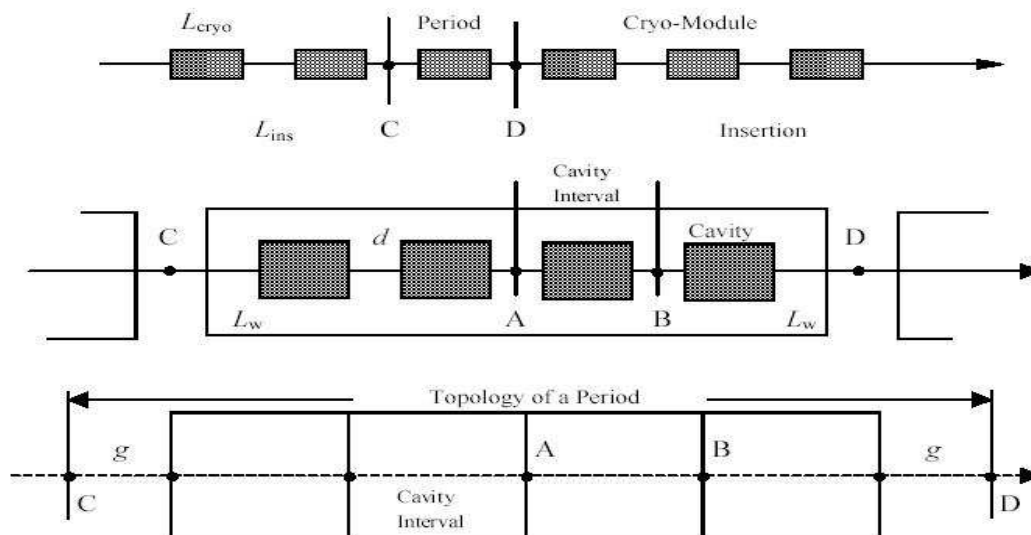 L_cryo Period Cryo-Module
L_ins C D Insertion
Cavity
Interval
C d Cavity D
L_w A B L_w
Topology of a Period
g A B g
C Cavity D
Interval